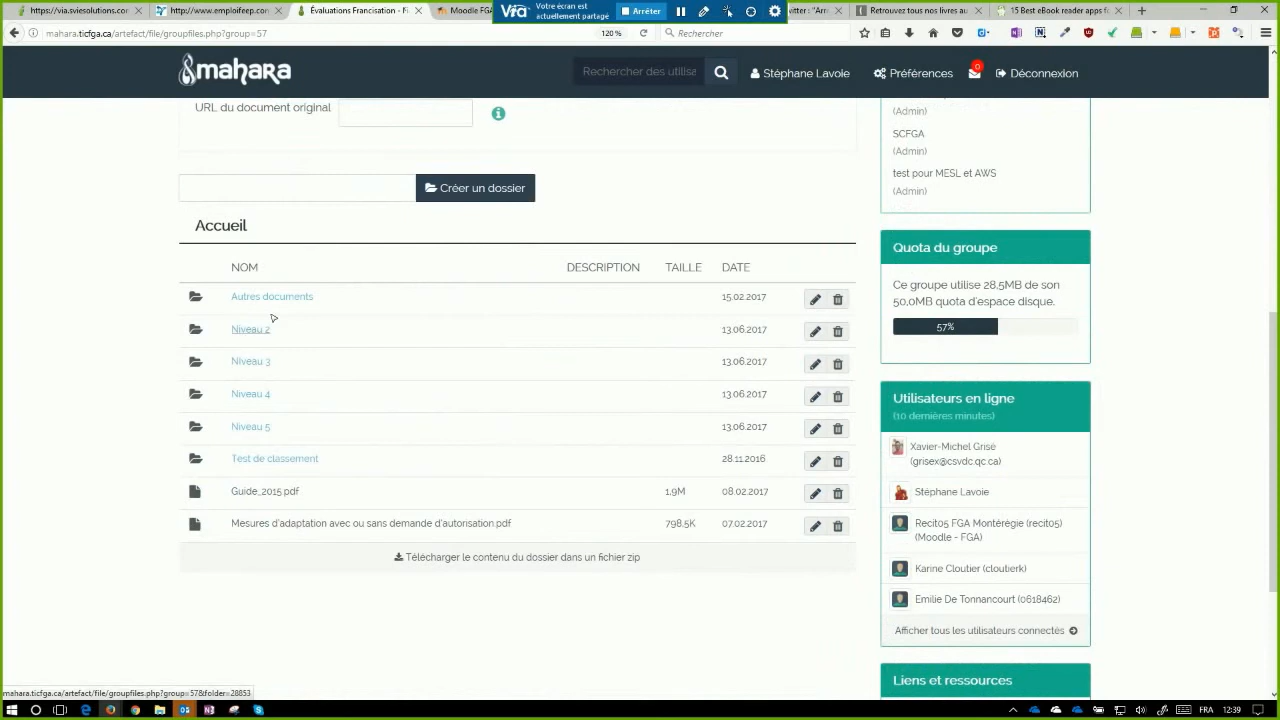 https://via.sviesolutions.com...
http://www.emploifeep.com...
Évaluations Francisation - Fi...
Moodle FGA
Via
Votre écran est
actuellement partagé
Arrêter
Retrouvez tous nos livres au...
15 Best eBook reader apps f...
mahara.ticfga.ca/artefact/file/groupfiles.php?group=57
120 %
Rechercher
mahara
Rechercher des utilisa
Stéphane Lavoie
Préférences
0
Déconnexion
URL du document original
Créer un dossier
Accueil
NOM
DESCRIPTION
TAILLE
DATE
Autres documents
15.02.2017
Niveau 2
13.06.2017
Niveau 3
13.06.2017
Niveau 4
13.06.2017
Niveau 5
13.06.2017
Test de classement
28.11.2016
Guide_2015.pdf
1,9M
08.02.2017
Mesures d'adaptation avec ou sans demande d'autorisation.pdf
798,5K
07.02.2017
Télécharger le contenu du dossier dans un fichier zip
(Admin)
SCFGA
(Admin)
test pour MESL et AWS
(Admin)
Quota du groupe
Ce groupe utilise 28,5MB de son
50,0MB quota d'espace disque.
57%
Utilisateurs en ligne
(10 dernières minutes)
Xavier-Michel Grisé
(grisex@csvdc.qc.ca)
Stéphane Lavoie
Recit05 FGA Montérégie (recit05)
(Moodle - FGA)
Karine Cloutier (cloutierk)
Emilie De Tonnancourt (0618462)
Afficher tous les utilisateurs connectés
Liens et ressources
mahara.ticfga.ca/artefact/file/groupfiles.php?group=57&folder=28853
FRA
12:39